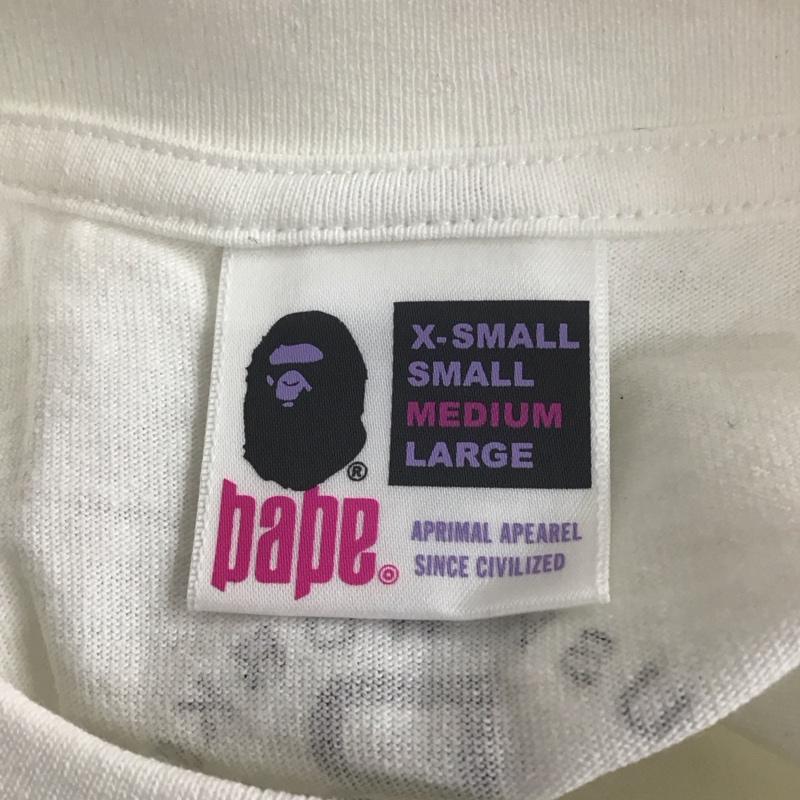 X-SMALL
SMALL
MEDIUM
LARGE
®
bape
APRIMAL APEAREL
SINCE CIVILIZED